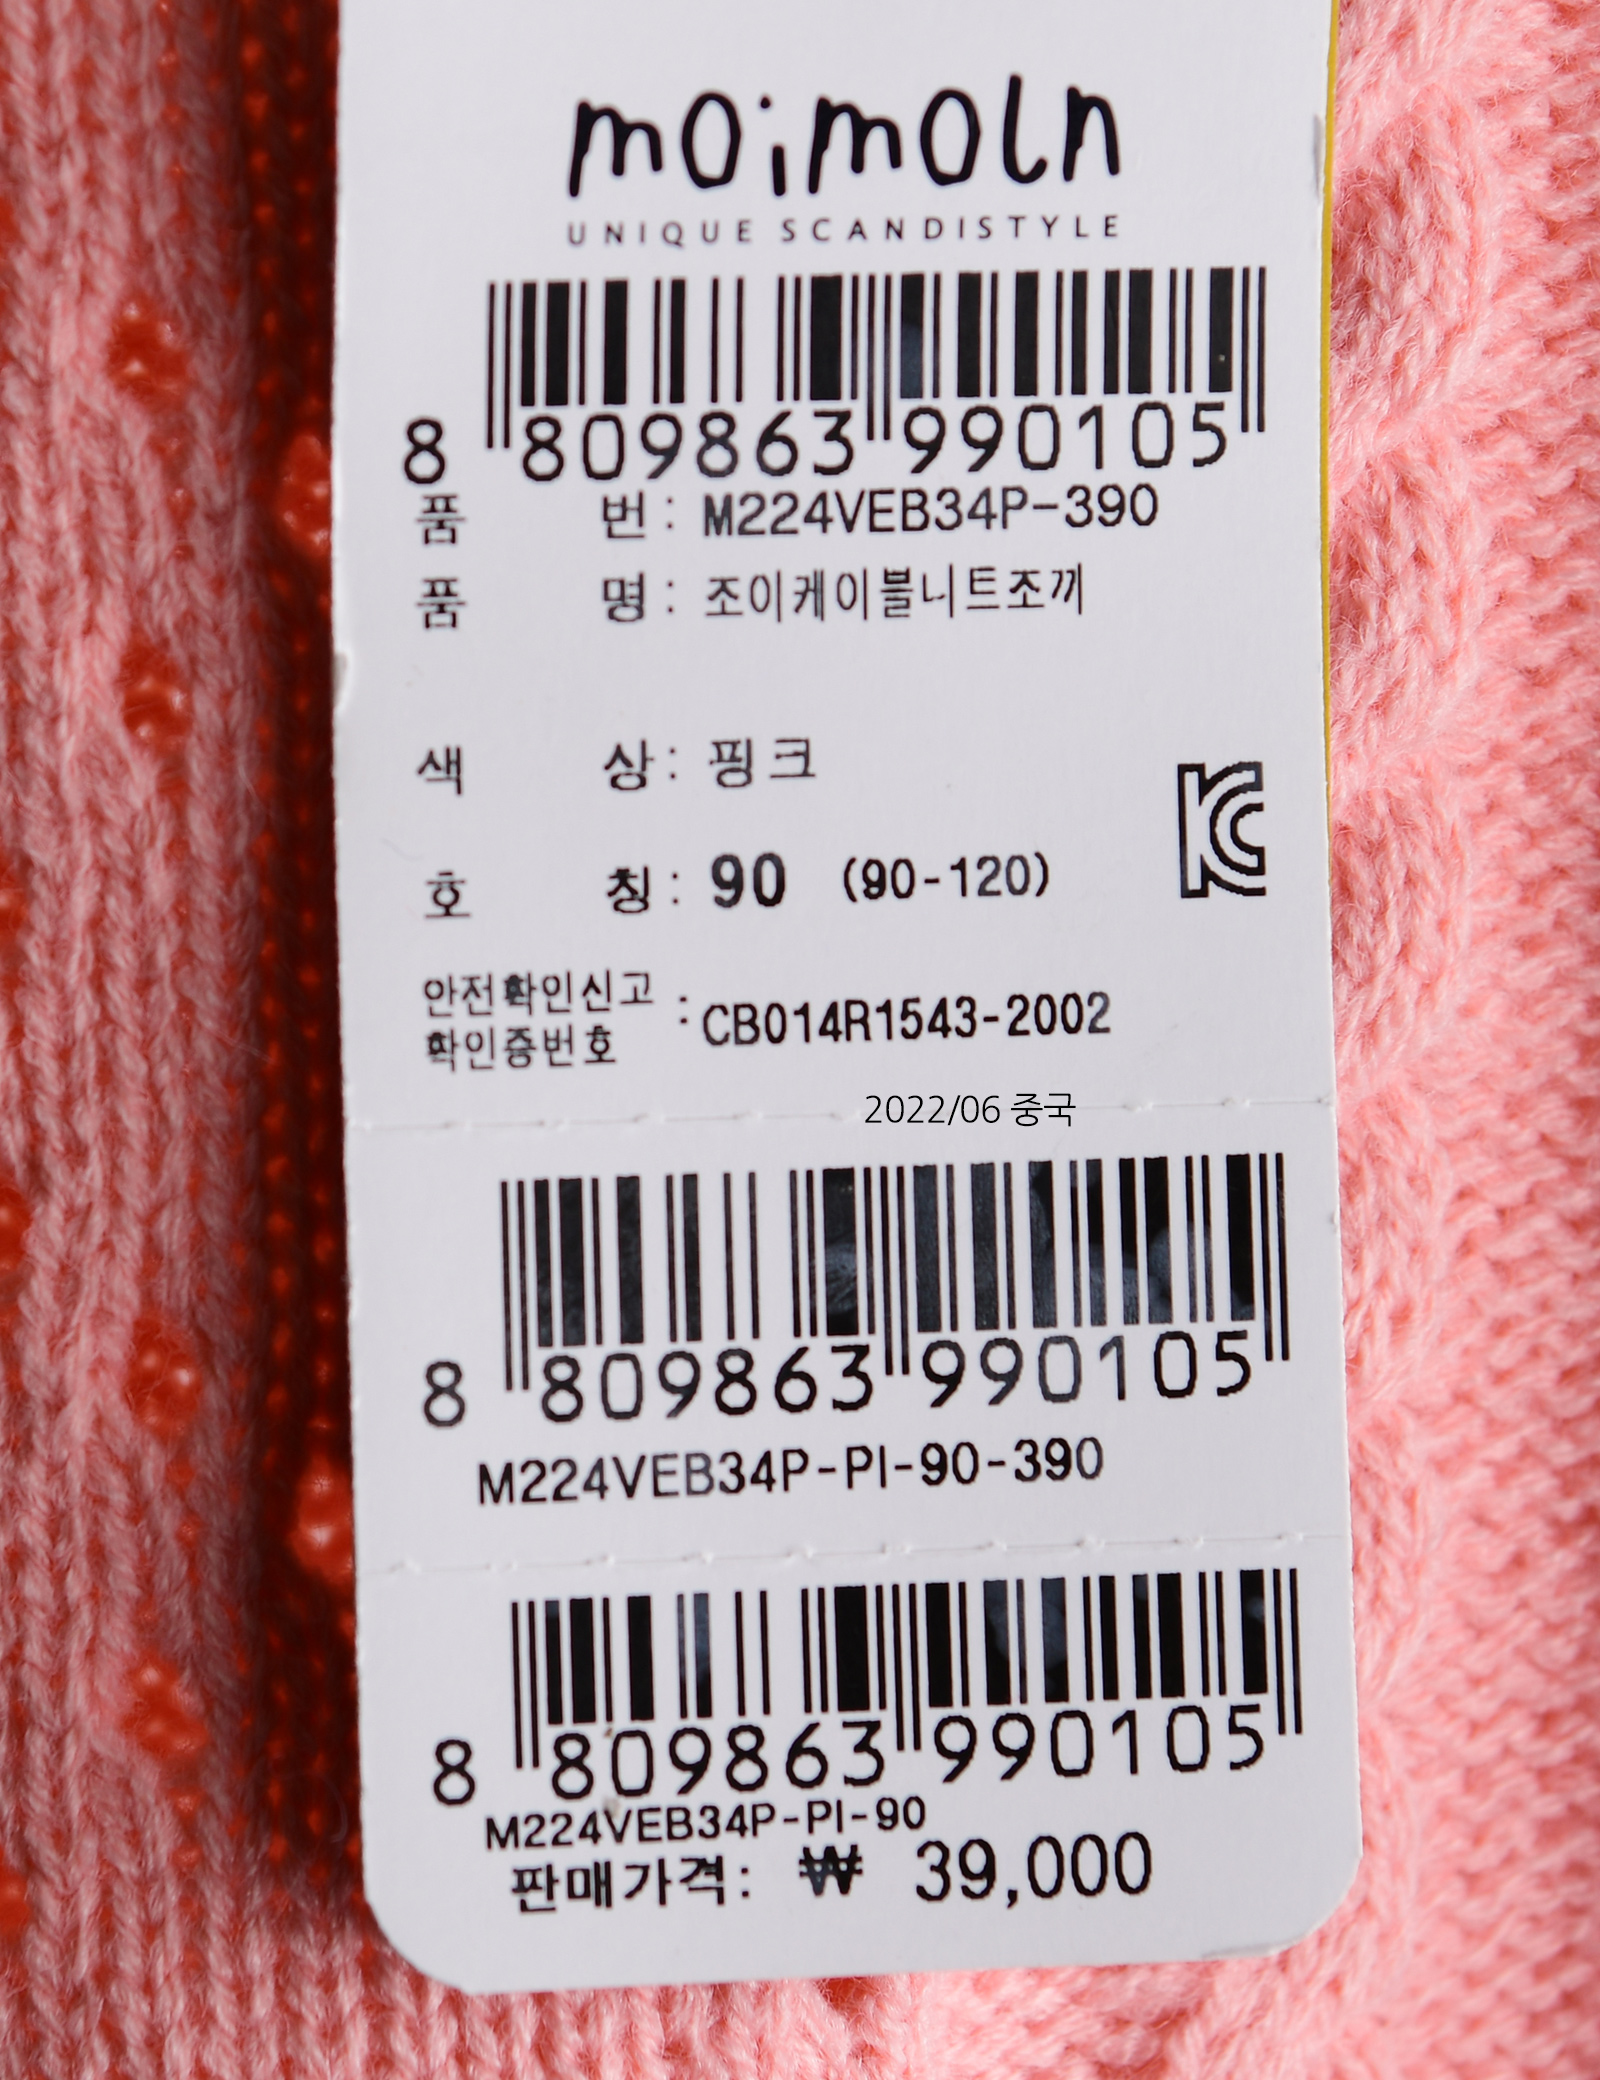 moimoln
UNIQUE SCANDISTYLE
8 809863 990105
품 번 : M224VEB34P-390
품 명 : 조이케이블니트조끼
색 상 : 핑크
호 칭 : 90 (90-120)
KC
안전확인신고
확인증번호 : CB014R1543-2002
2022/06 중국
8 809863 990105
M224VEB34P-PI-90-390
8 809863 990105
M224VEB34P-PI-90
판매가격: ₩ 39,000